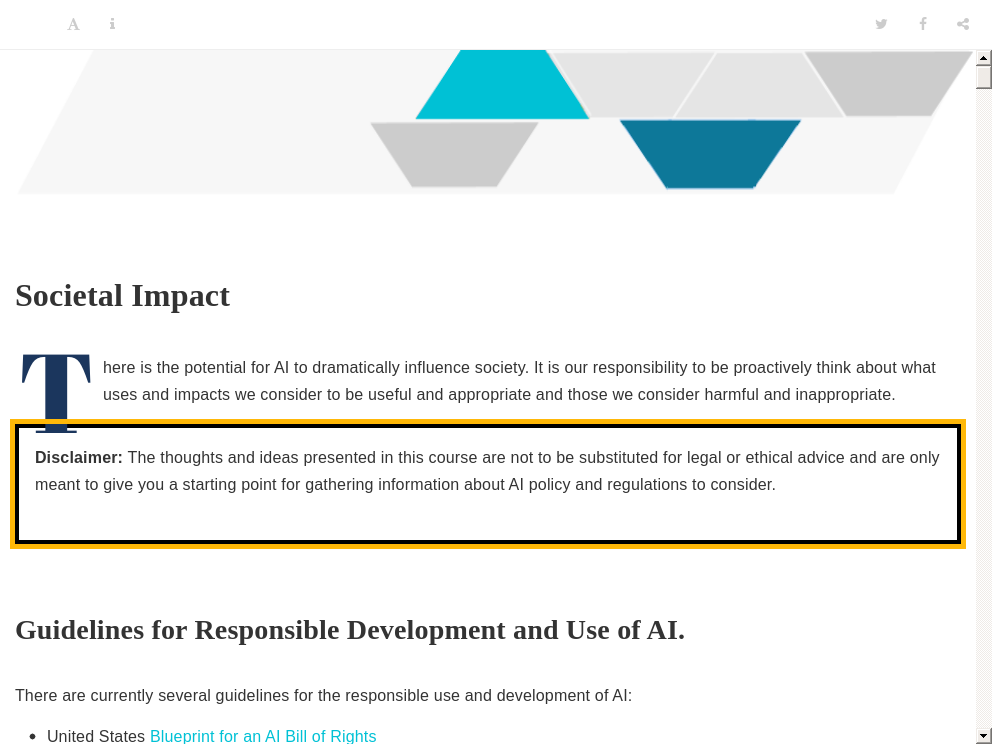 Societal Impact
There is the potential for AI to dramatically influence society. It is our responsibility to be proactively think about what
uses and impacts we consider to be useful and appropriate and those we consider harmful and inappropriate.
Disclaimer: The thoughts and ideas presented in this course are not to be substituted for legal or ethical advice and are only
meant to give you a starting point for gathering information about AI policy and regulations to consider.
Guidelines for Responsible Development and Use of AI.
There are currently several guidelines for the responsible use and development of AI:
• United States Blueprint for an AI Bill of Rights